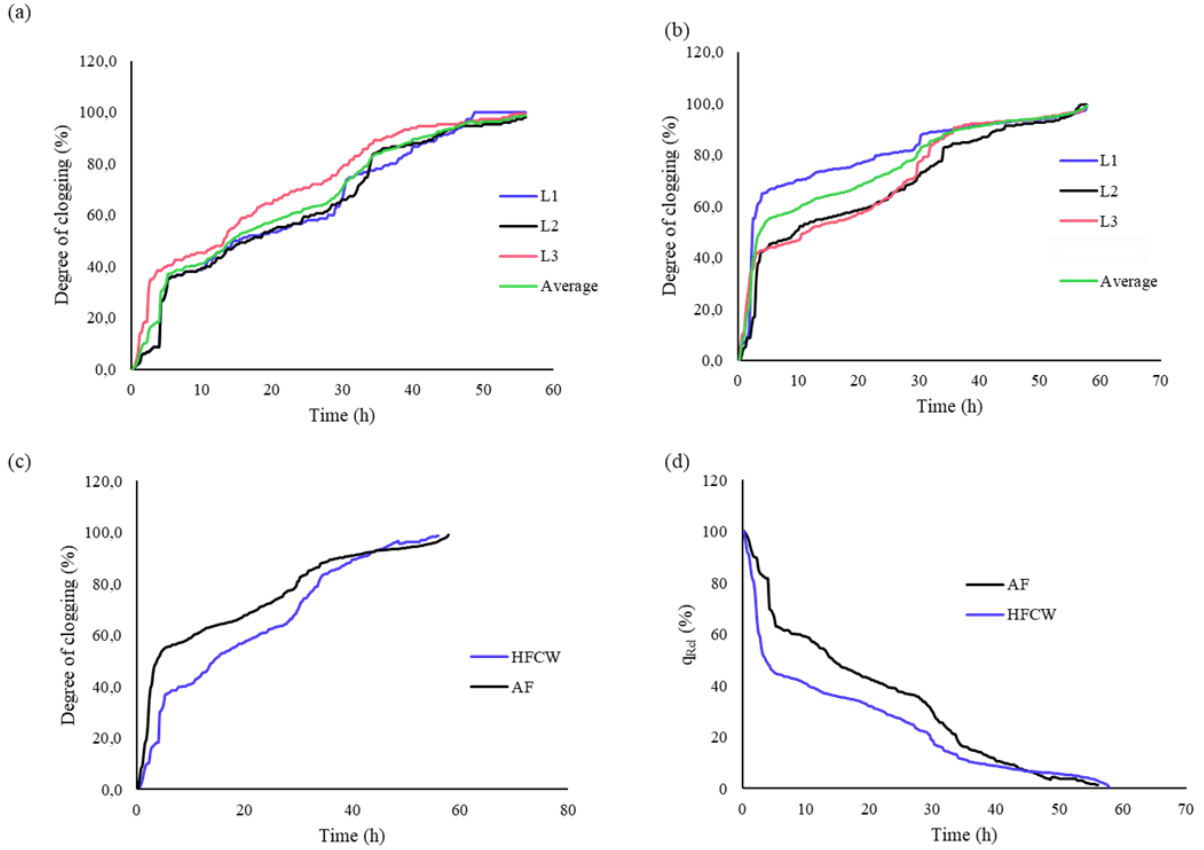 (a)
120,0
100,0
80,0
60,0
40,0
20,0
0,0
Degree of clogging (%)
0 10 20 30 40 50 60
Time (h)
L1
L2
L3
Average
(b)
120,0
100,0
80,0
60,0
40,0
20,0
0,0
Degree of clogging (%)
0 10 20 30 40 50 60 70
Time (h)
L1
L2
L3
Average
(c)
120,0
100,0
80,0
60,0
40,0
20,0
0,0
Degree of clogging (%)
0 20 40 60 80
Time (h)
HFCW
AF
(d)
120
100
80
60
40
20
0
qRel (%)
0 10 20 30 40 50 60 70
Time (h)
AF
HFCW